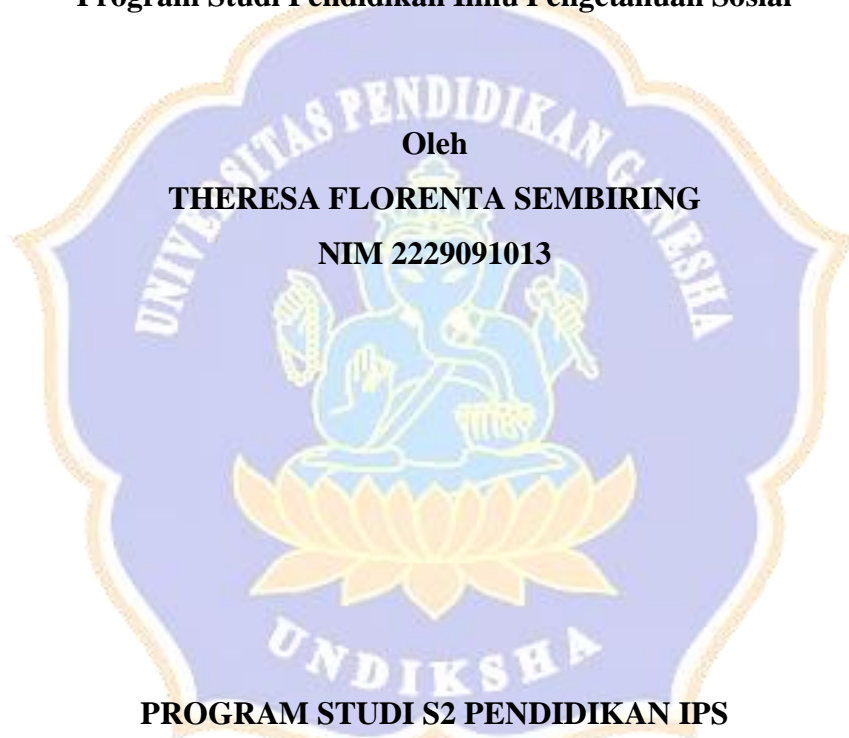 Program Studi Pendidikan Ilmu Pengetahuan Sosial
UNIVERSITAS PENDIDIKAN GANESHA
Oleh
THERESA FLORENTA SEMBIRING
NIM 2229091013
UNDIKSHA
PROGRAM STUDI S2 PENDIDIKAN IPS